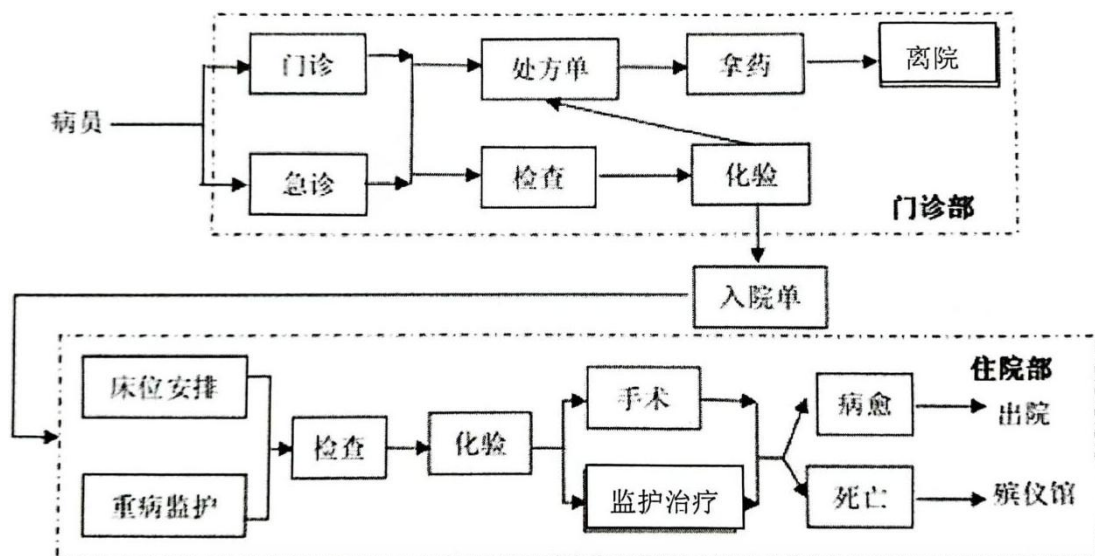 门诊
处方单
拿药
离院
病员
急诊
检查
化验
门诊部
入院单
床位安排
住院部
手术
病愈
出院
检查
化验
重病监护
监护治疗
死亡
殡仪馆